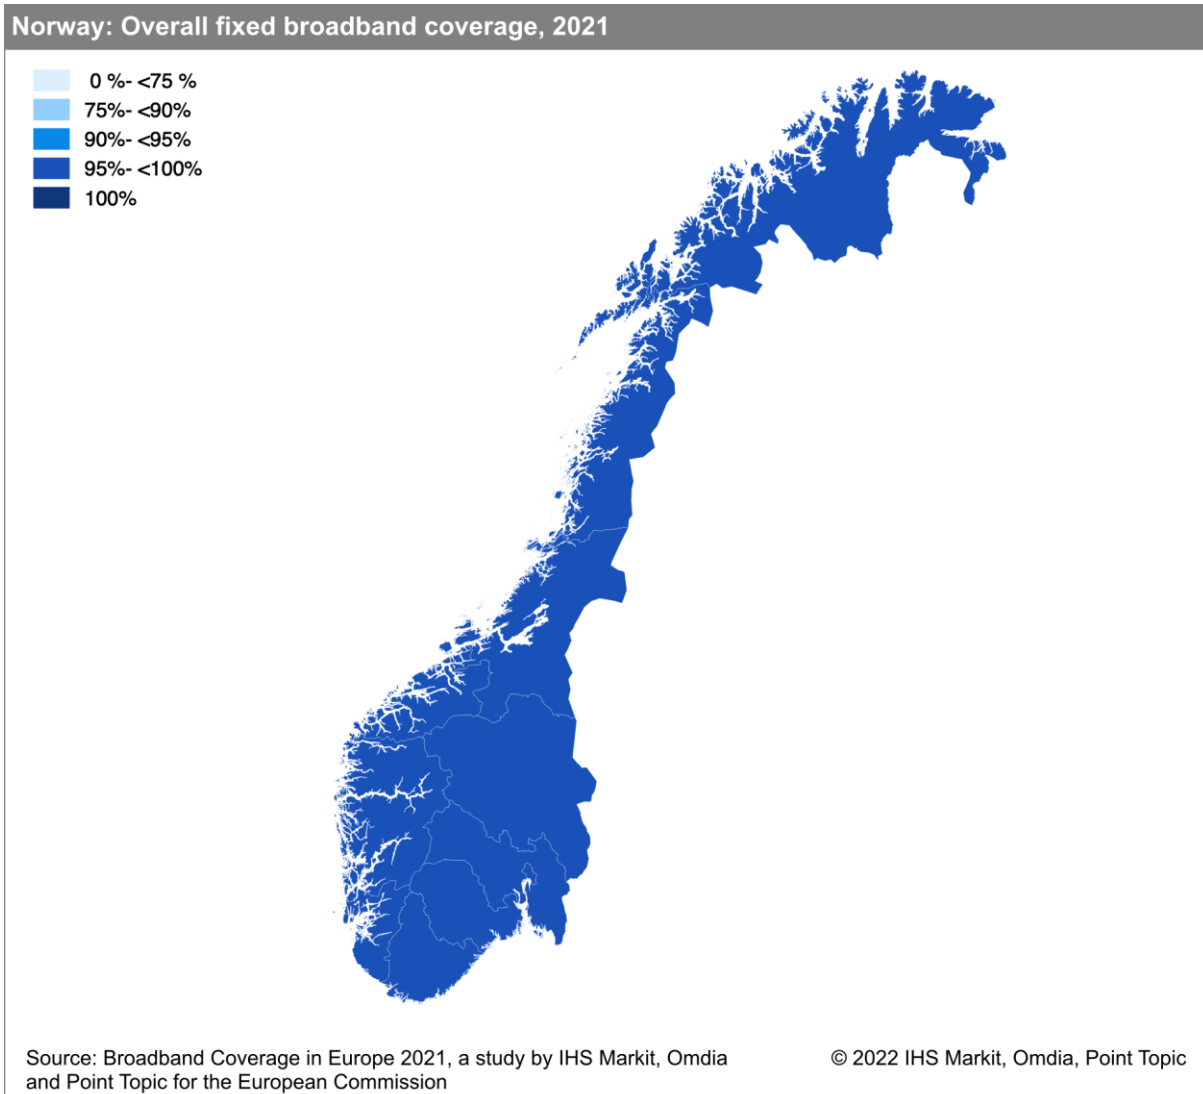 Norway: Overall fixed broadband coverage, 2021
0 %- <75 %
75%- <90%
90%- <95%
95%- <100%
100%
Source: Broadband Coverage in Europe 2021, a study by IHS Markit, Omdia
and Point Topic for the European Commission
© 2022 IHS Markit, Omdia, Point Topic